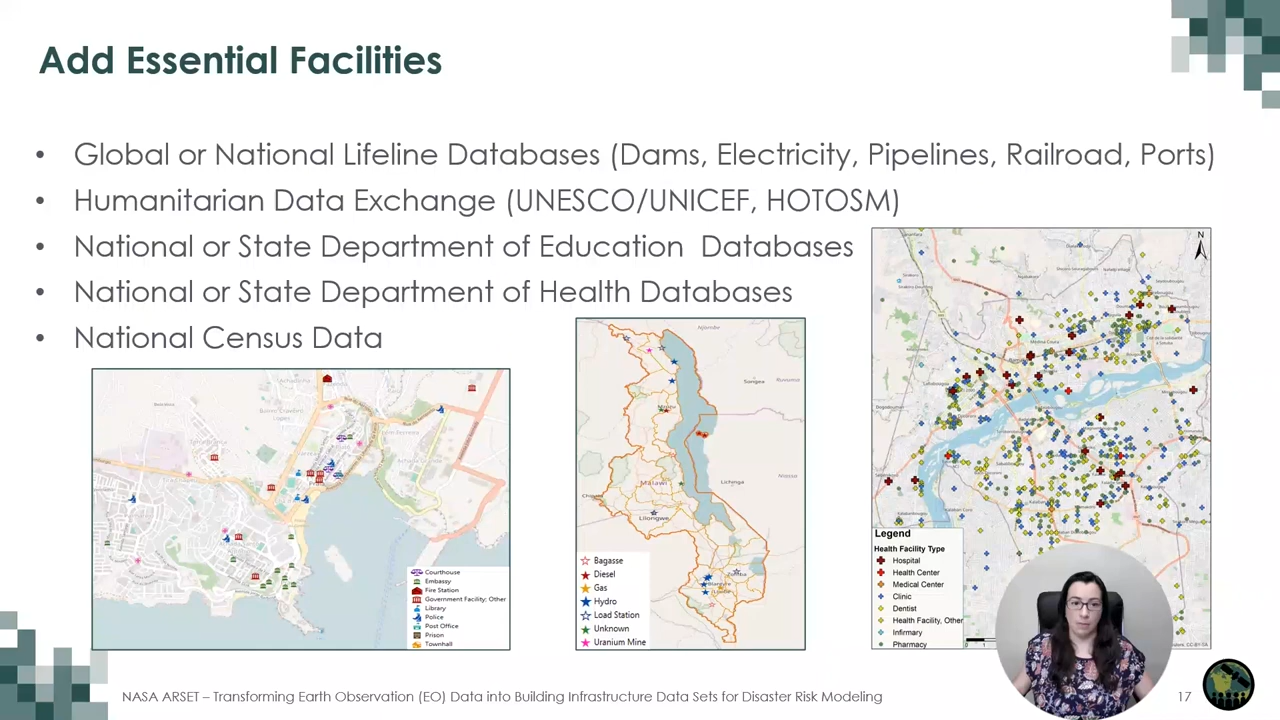 Add Essential Facilities
• Global or National Lifeline Databases (Dams, Electricity, Pipelines, Railroad, Ports)
• Humanitarian Data Exchange (UNESCO/UNICEF, HOTOSM)
• National or State Department of Education Databases
• National or State Department of Health Databases
• National Census Data
Courthouse
Embassy
Fire Station
Government Facility: Other
Library
Police
Post Office
Prison
Townhall
Malawi
Lilongwe
Lichinga
Songea
Zomba
Bagasse
Diesel
Gas
Hydro
Load Station
Unknown
Uranium Mine
N
Legend
Health Facility Type
Hospital
Health Center
Medical Center
Clinic
Dentist
Health Facility, Other
Infirmary
Pharmacy
NASA ARSET – Transforming Earth Observation (EO) Data into Building Infrastructure Data Sets for Disaster Risk Modeling
17